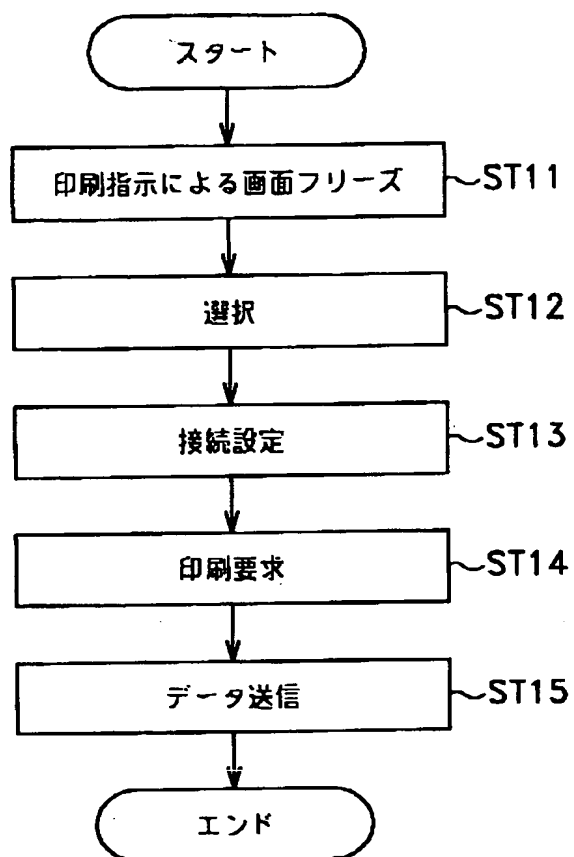 スタート
印刷指示による画面フリーズ ~ST11
選択 ~ST12
接続設定 ~ST13
印刷要求 ~ST14
データ送信 ~ST15
エンド